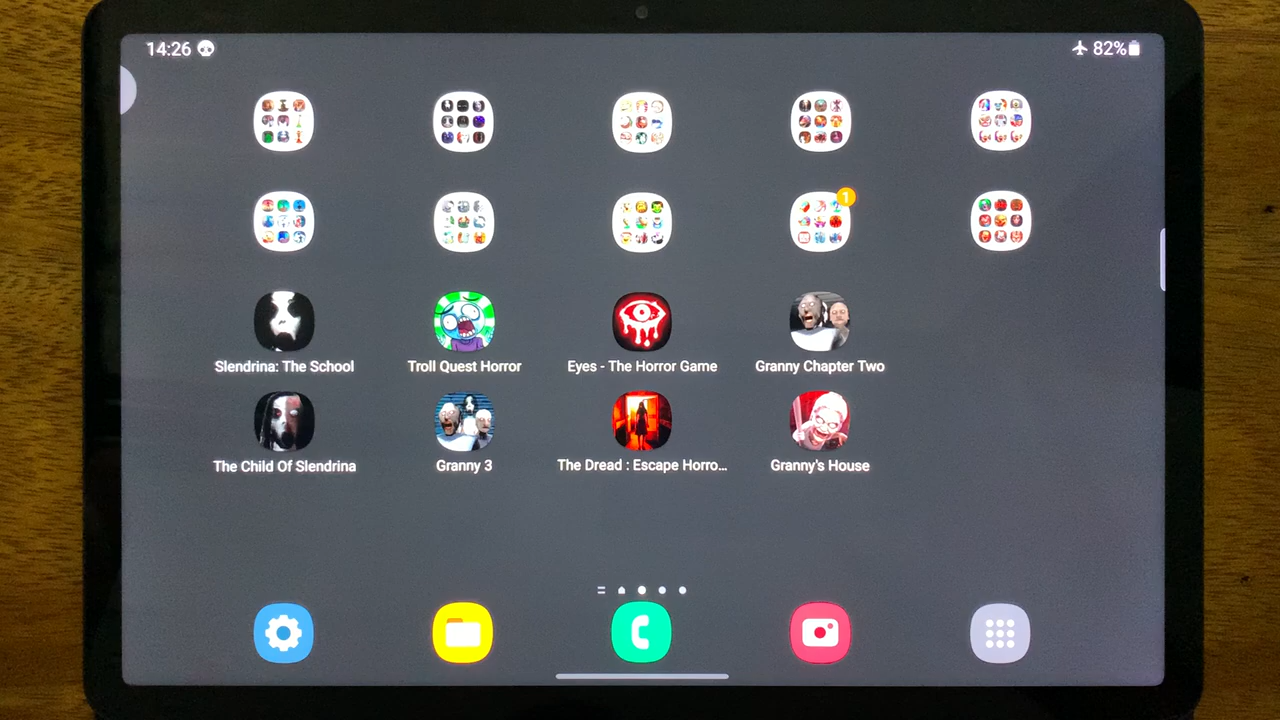 14:26
82%
1
Slendrina: The School
Troll Quest Horror
Eyes - The Horror Game
Granny Chapter Two
The Child Of Slendrina
Granny 3
The Dread : Escape Horro...
Granny's House